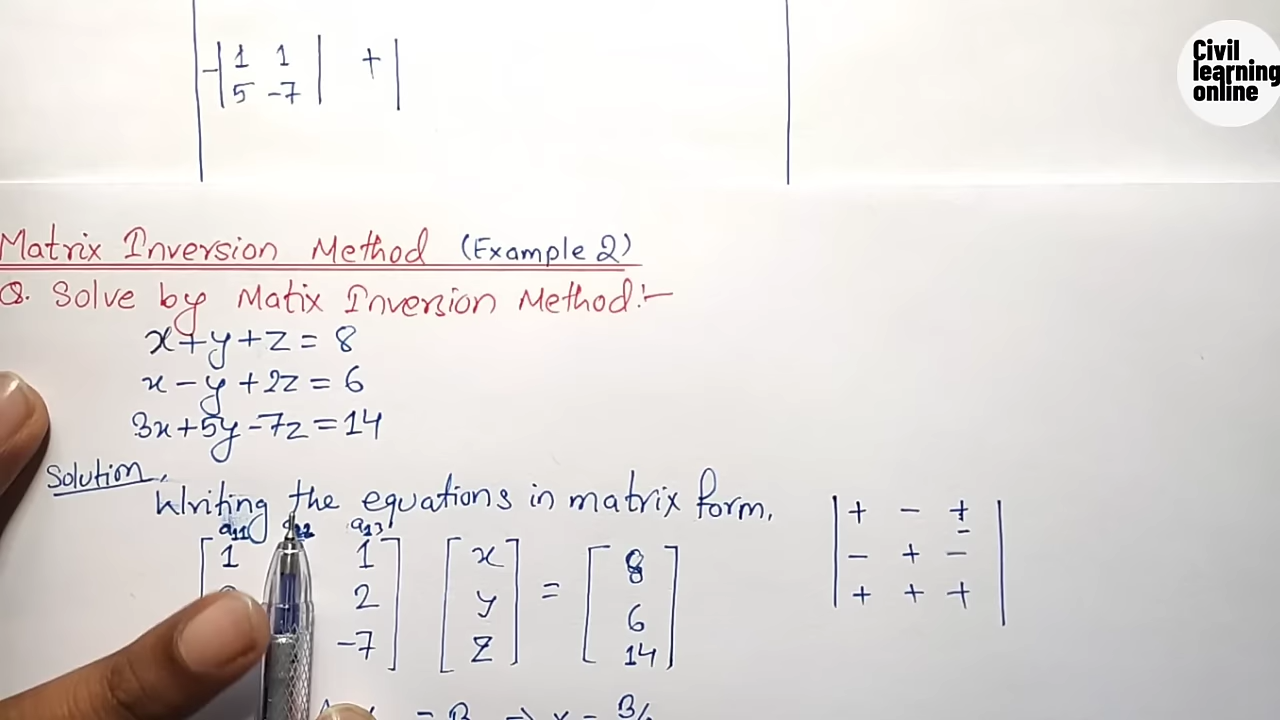 -| 1 1 | + |
5 -7
Civil
learning
online
Matrix Inversion Method (Example 2)
Q. Solve by Matix Inversion Method:-
x+y+z = 8
x-y+2z = 6
3x+5y-7z=14
Solution,
Writing the equations in matrix form,
a11 a13
1 1 x = 8
2 y 6
-7 z 14
+ - +
-
- + -
+ + +
= B